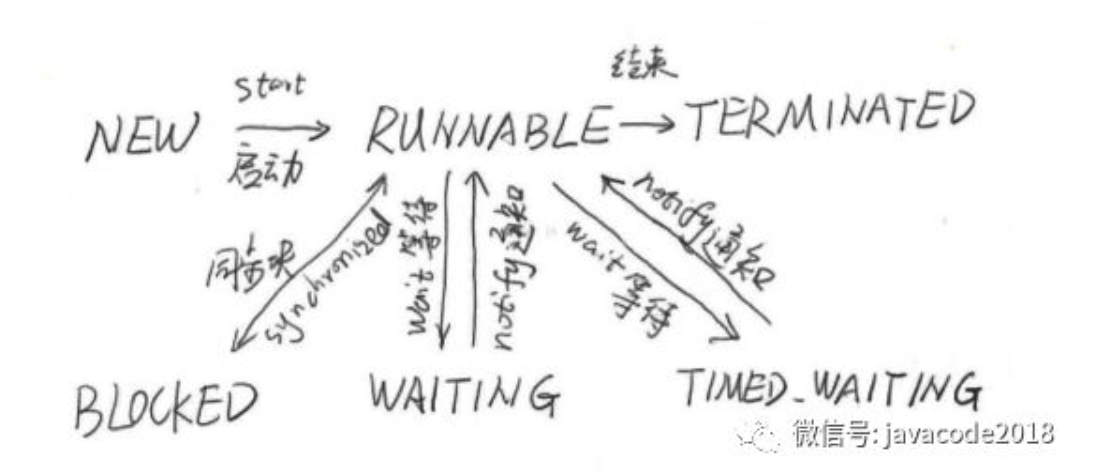 start
结束
NEW
RUNNABLE
TERMINATED
启动
同步块
synchronized
wait 等待
notify 通知
wait 等待
notify 通知
BLOCKED
WAITING
TIMED_WAITING
微信号: javacode2018